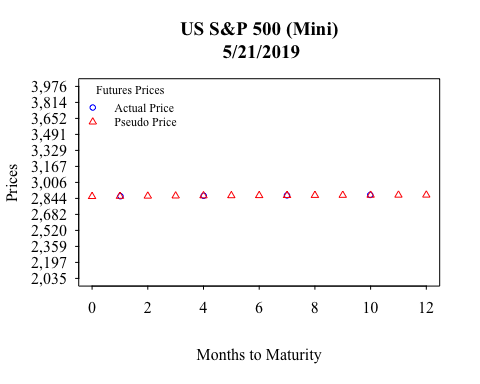 US S&P 500 (Mini)
5/21/2019
Futures Prices
Actual Price
Pseudo Price
Prices
3,976
3,814
3,652
3,491
3,329
3,167
3,006
2,844
2,682
2,520
2,359
2,197
2,035
0 2 4 6 8 10 12
Months to Maturity